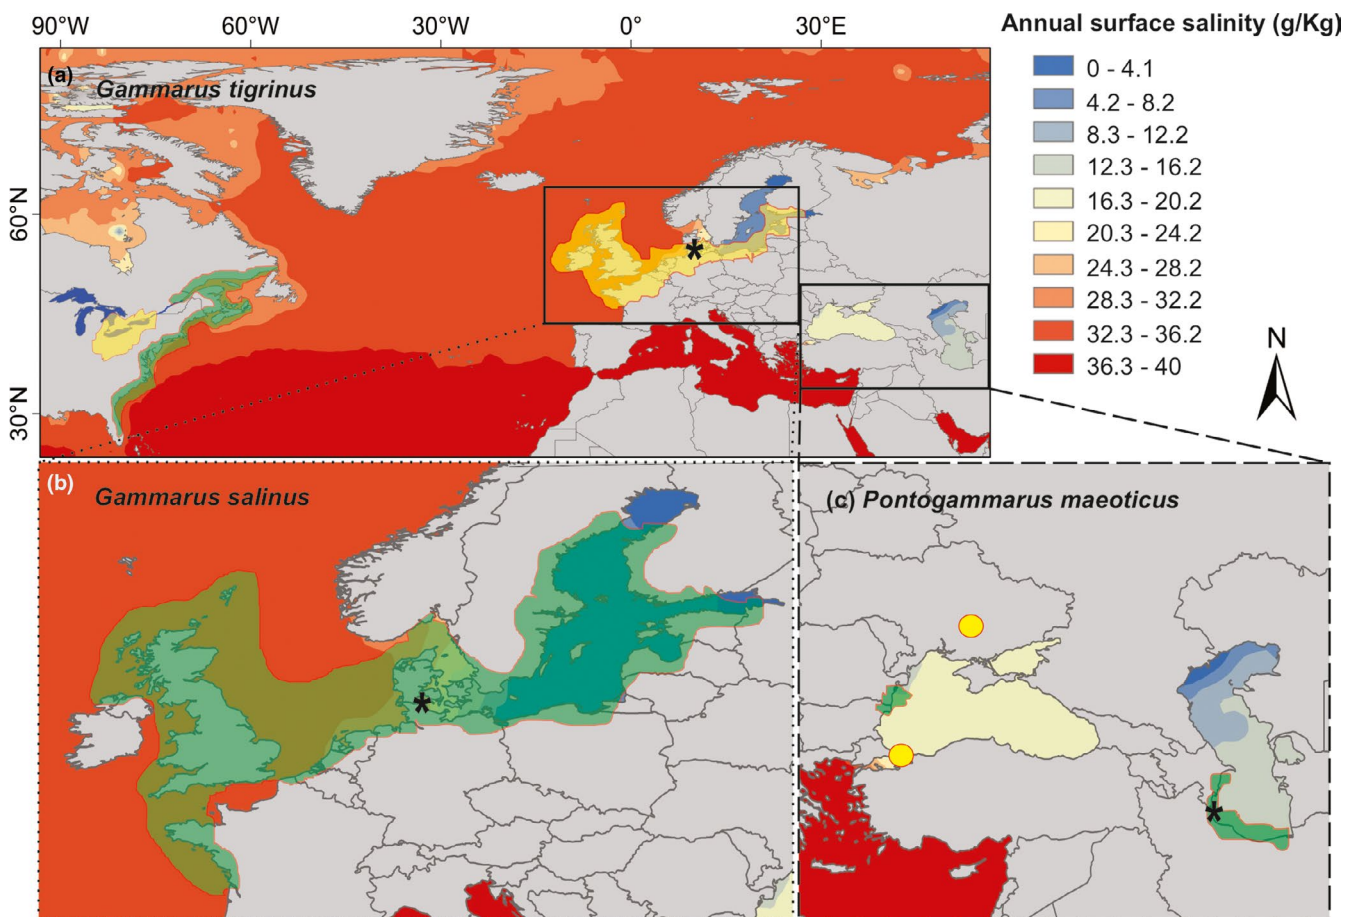 90°W 60°W 30°W 0° 30°E
Annual surface salinity (g/Kg)
(a)
Gammarus tigrinus
0 - 4.1
4.2 - 8.2
8.3 - 12.2
12.3 - 16.2
16.3 - 20.2
20.3 - 24.2
24.3 - 28.2
28.3 - 32.2
32.3 - 36.2
36.3 - 40
60°N
30°N
*
N
(b) Gammarus salinus
*
(c) Pontogammarus maeoticus
*